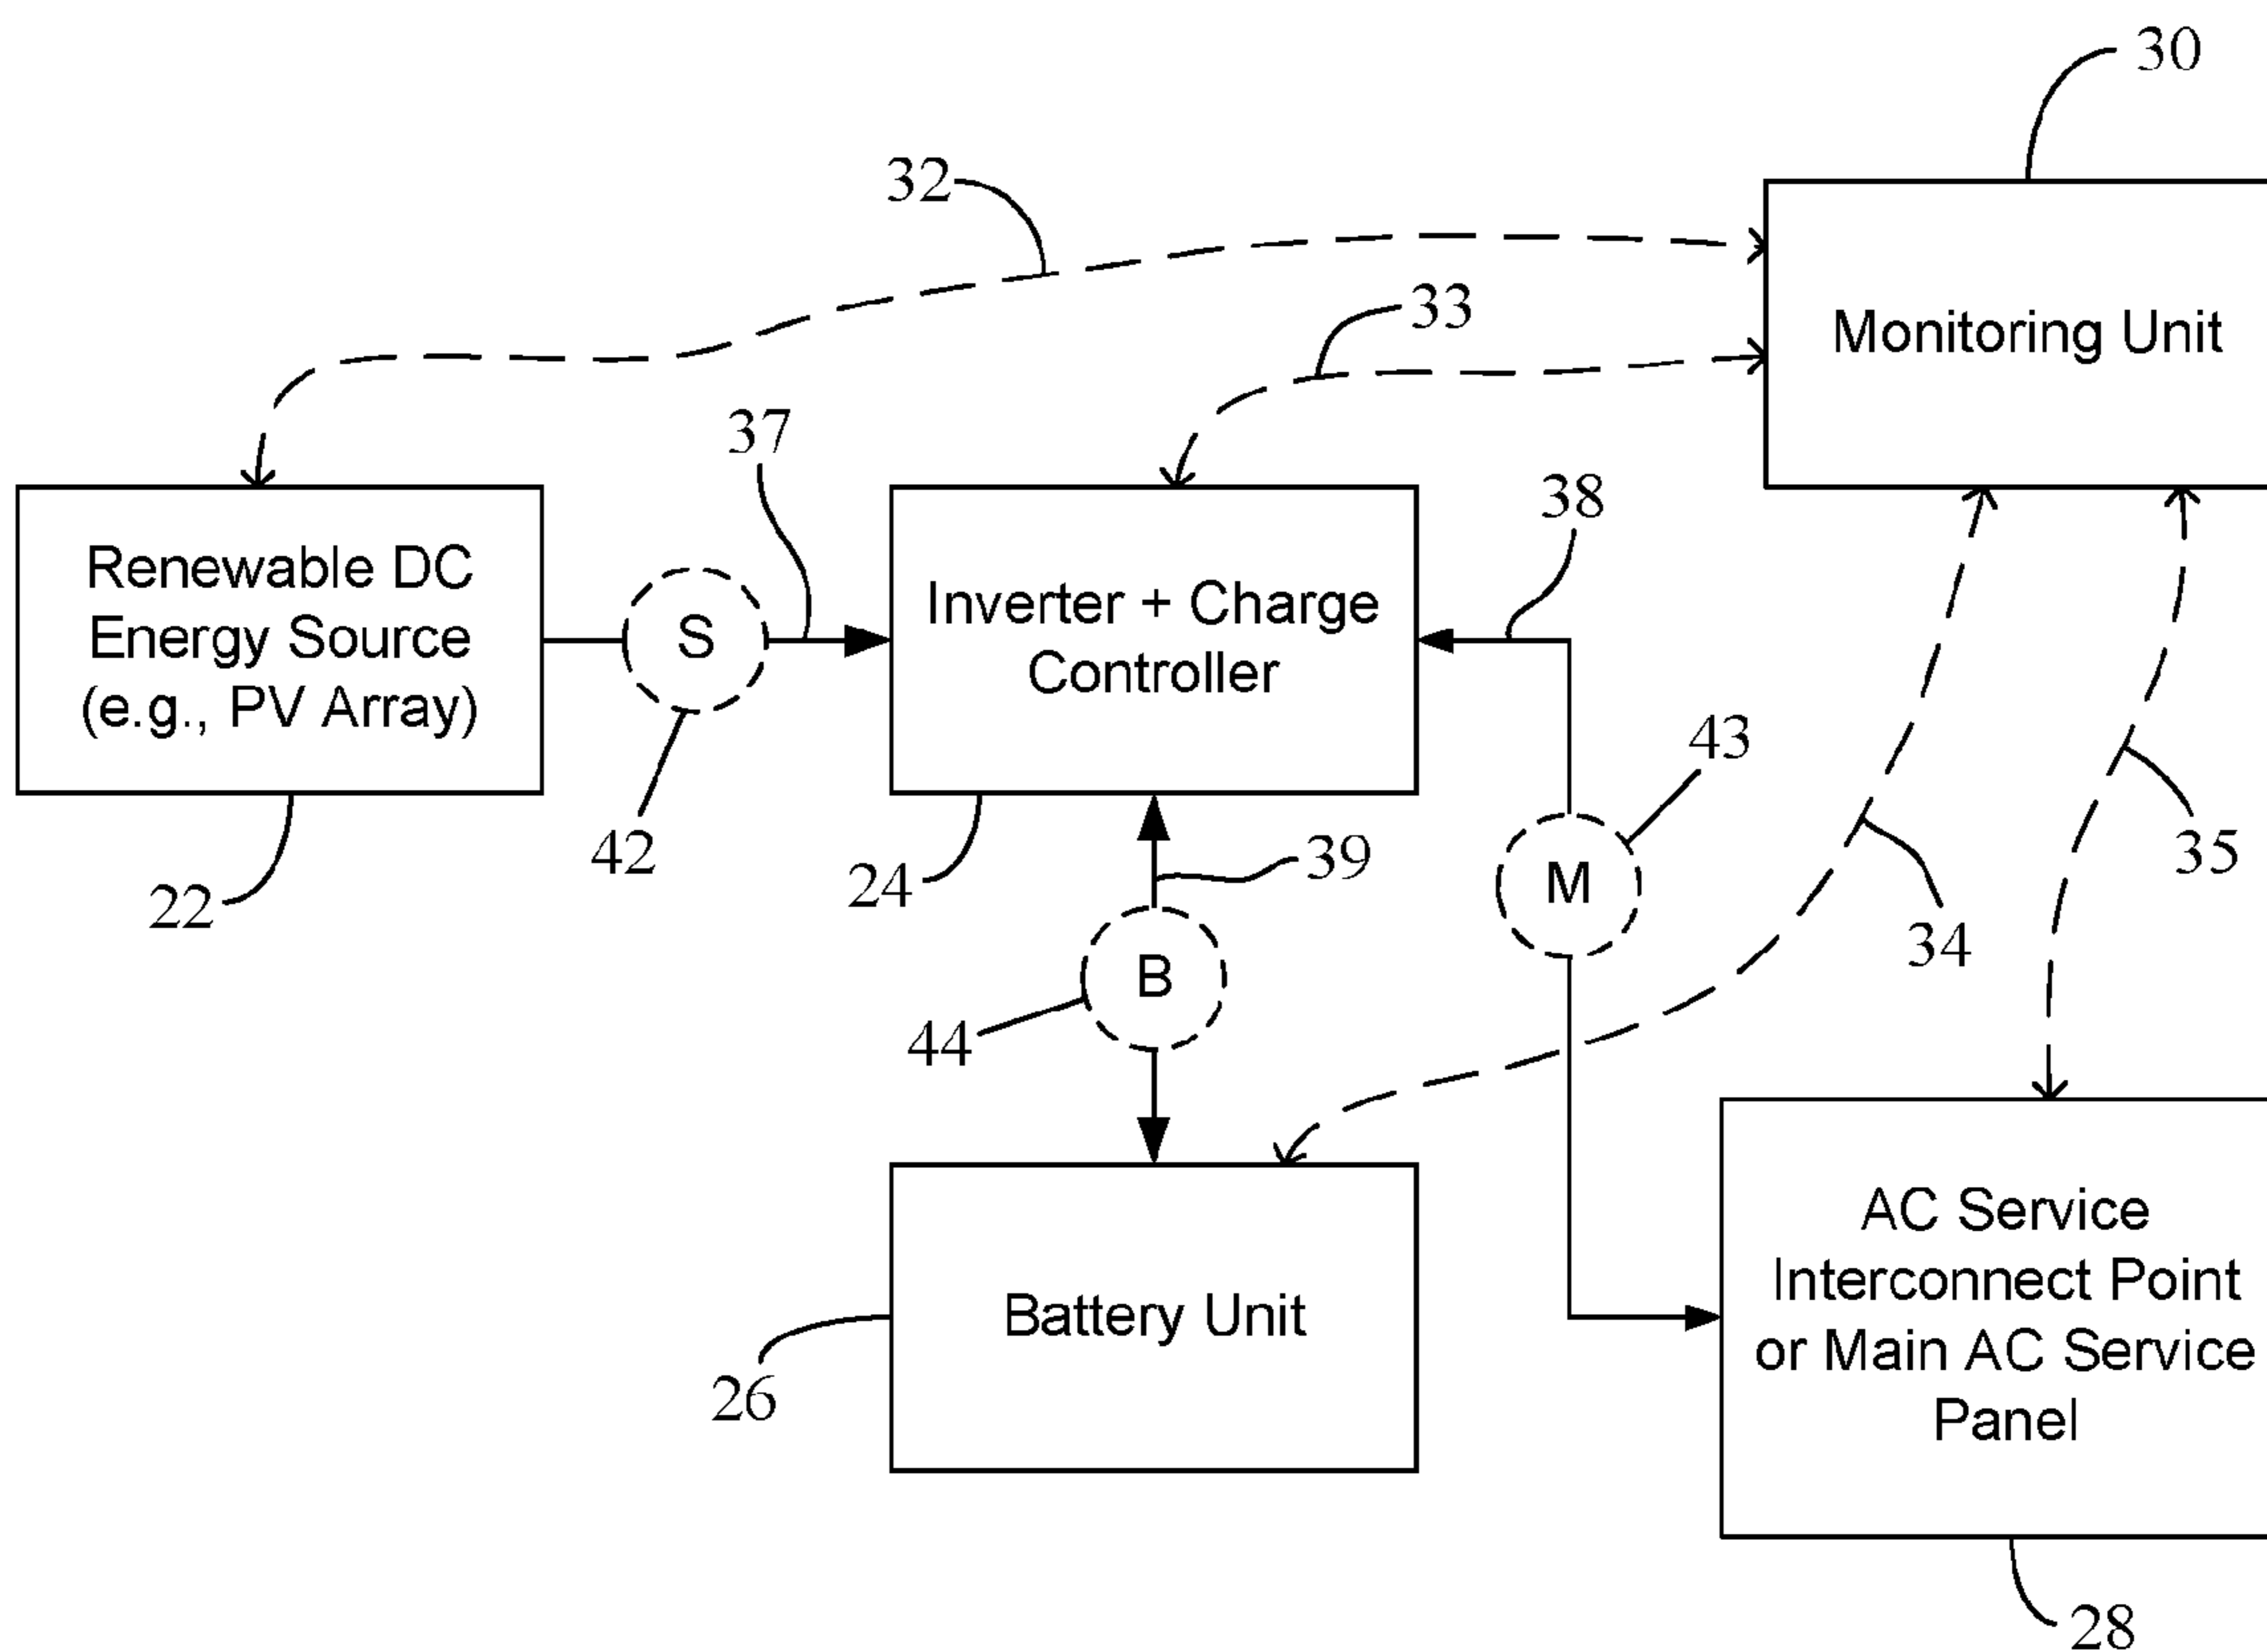 30
32
33
Monitoring Unit
37
38
Renewable DC
Energy Source
(e.g., PV Array)
S
Inverter + Charge
Controller
43
42
22
24
39
M
35
34
B
44
AC Service
Interconnect Point
or Main AC Service
Panel
Battery Unit
26
28